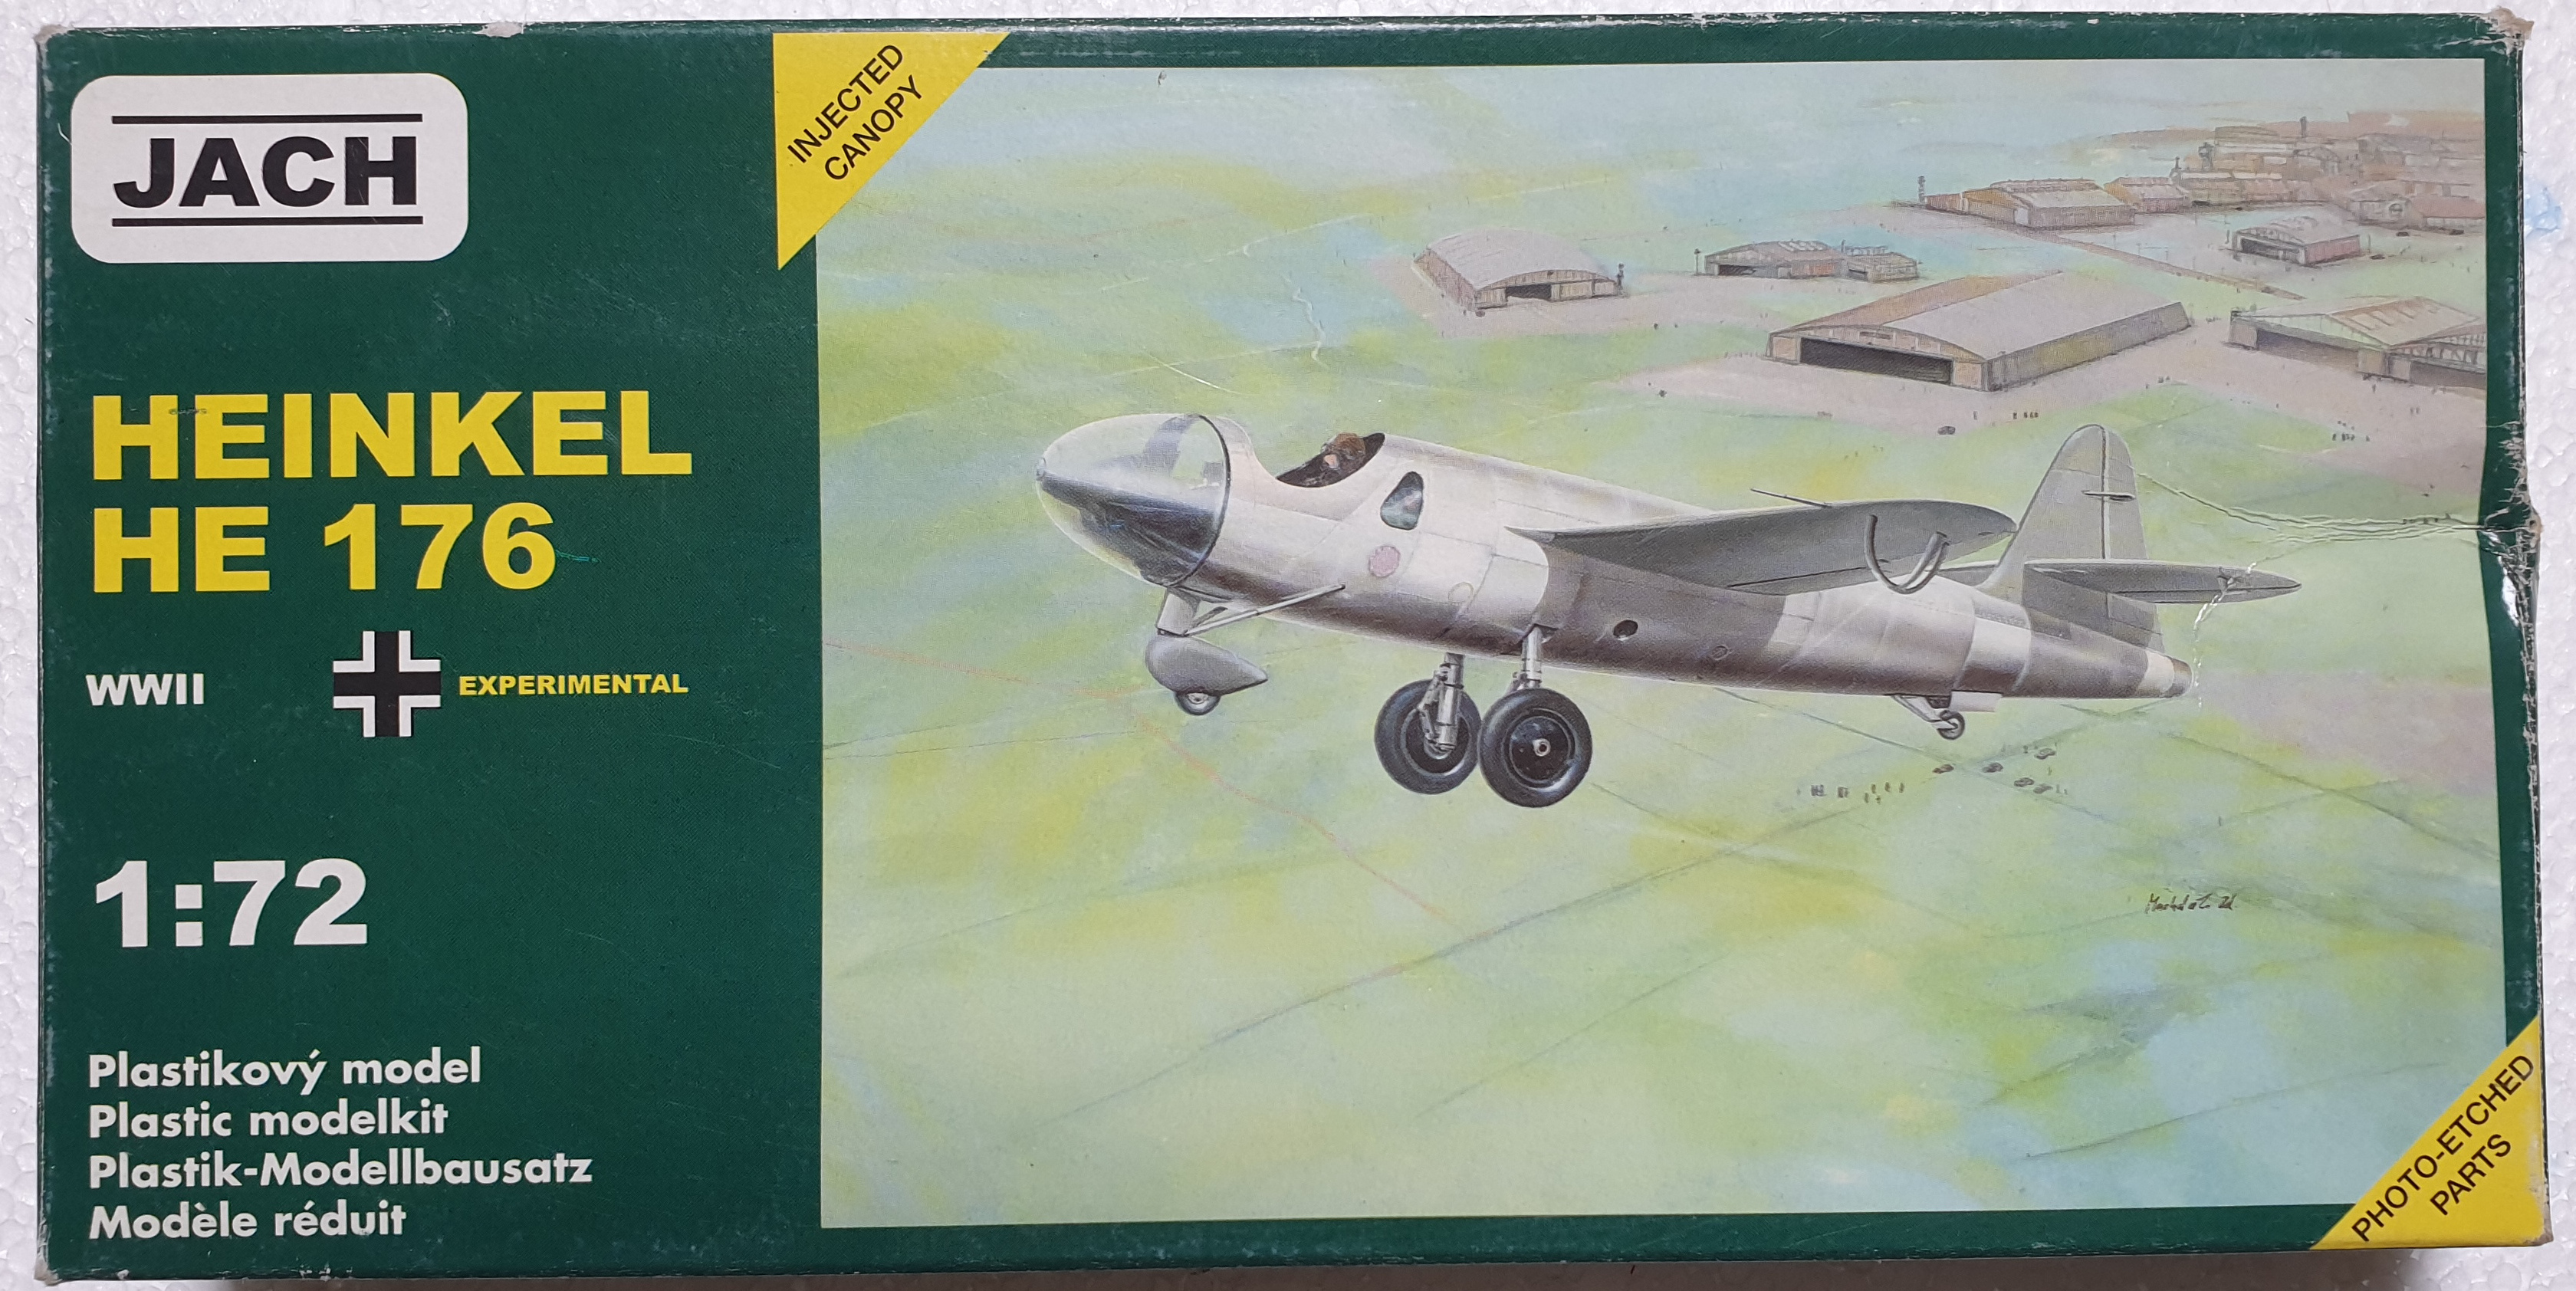 JACH
INJECTED
CANOPY
HEINKEL
HE 176
WWII
EXPERIMENTAL
1:72
Plastikový model
Plastic modelkit
Plastik-Modellbausatz
Modèle réduit
PHOTO-ETCHED
PARTS